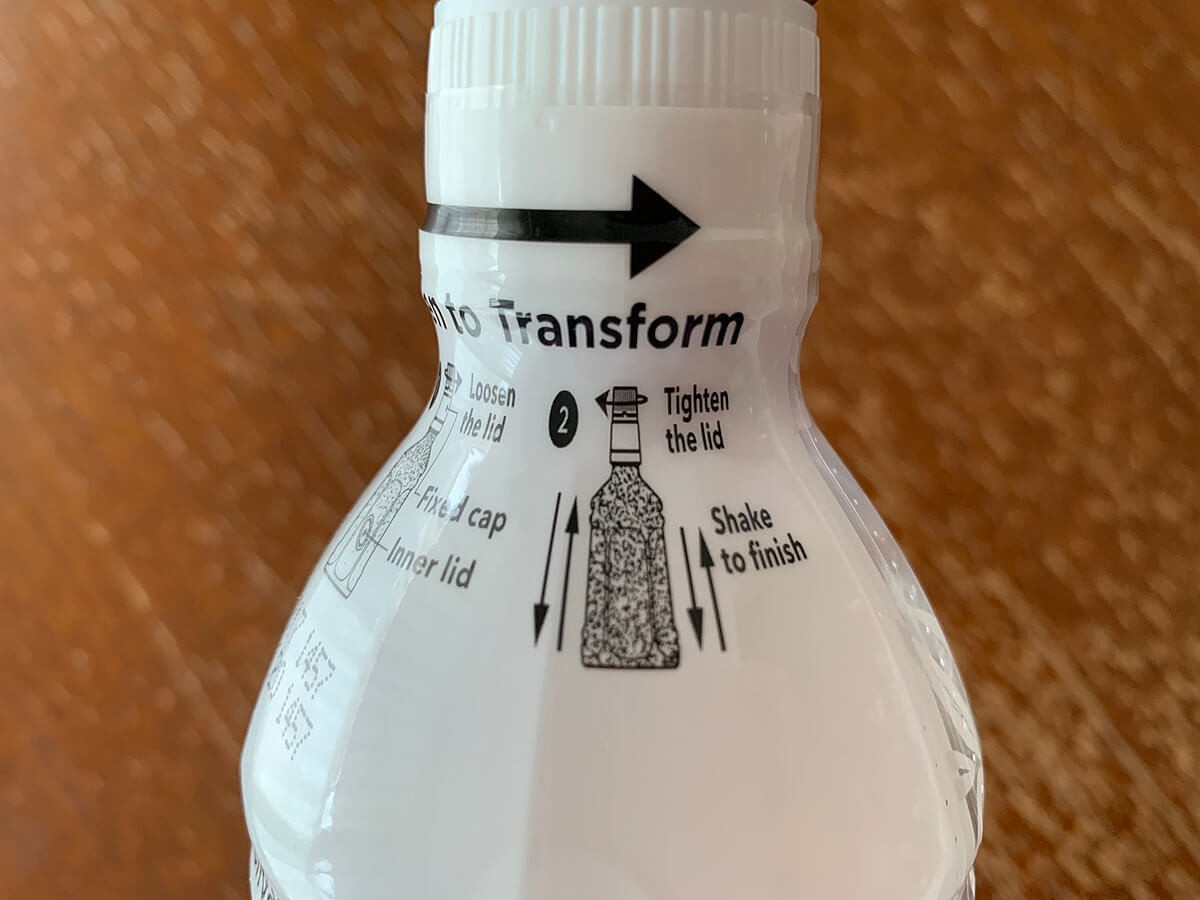 to Transform
Loosen
the lid
Fixed cap
Inner lid
2
Tighten
the lid
Shake
to finish